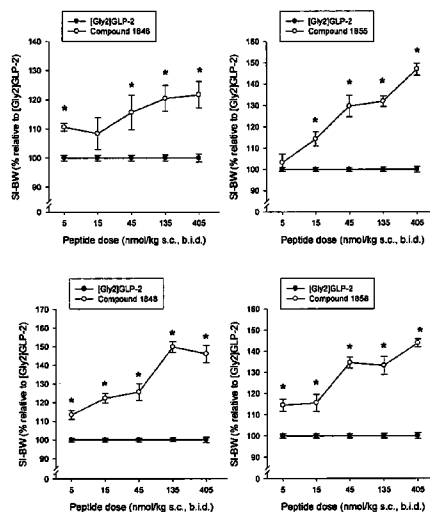 [Gly2]GLP-2
Compound 1846
140
130
120
110
100
90
0
SI-BW (% relative to [Gly2]GLP-2)
* * * *
5 15 45 135 405
Peptide dose (nmol/kg s.c., b.i.d.)
[Gly2]GLP-2
Compound 1855
160
150
140
130
120
110
100
90
0
SI-BW (% relative to [Gly2]GLP-2)
* * * *
5 15 45 135 405
Peptide dose (nmol/kg s.c., b.i.d.)
[Gly2]GLP-2
Compound 1848
170
160
150
140
130
120
110
100
90
0
SI-BW (% relative to [Gly2]GLP-2)
* * * * *
5 15 45 135 405
Peptide dose (nmol/kg s.c., b.i.d.)
[Gly2]GLP-2
Compound 1858
160
150
140
130
120
110
100
90
0
SI-BW (% relative to [Gly2]GLP-2)
* * * * *
5 15 45 135 405
Peptide dose (nmol/kg s.c., b.i.d.)